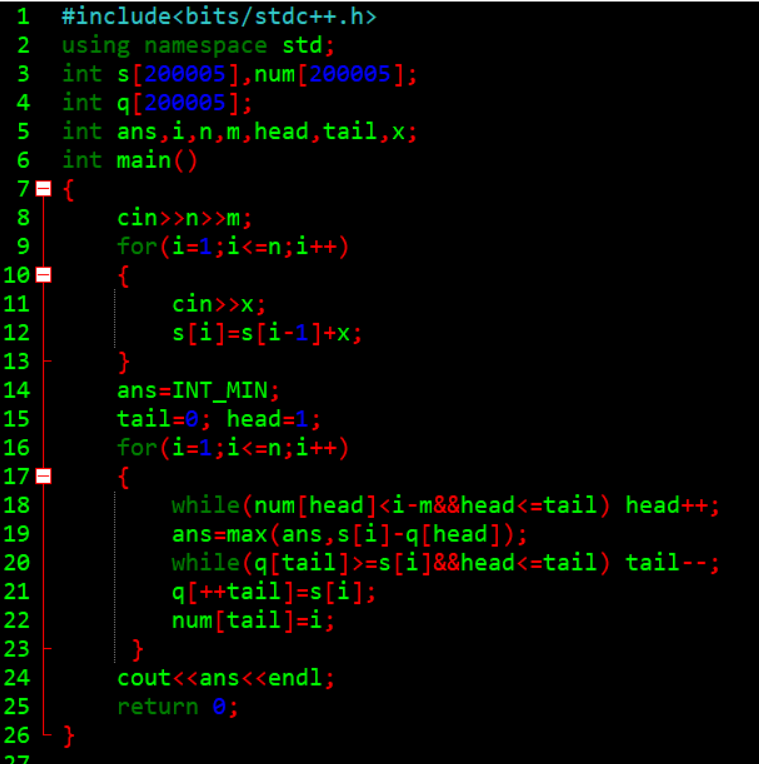 1 #include<bits/stdc++.h>
2 using namespace std;
3 int s[200005],num[200005];
4 int q[200005];
5 int ans,i,n,m,head,tail,x;
6 int main()
7 {
8 cin>>n>>m;
9 for(i=1;i<=n;i++)
10 {
11 cin>>x;
12 s[i]=s[i-1]+x;
13 }
14 ans=INT_MIN;
15 tail=0; head=1;
16 for(i=1;i<=n;i++)
17 {
18 while(num[head]<i-m&&head<=tail) head++;
19 ans=max(ans,s[i]-q[head]);
20 while(q[tail]>=s[i]&&head<=tail) tail--;
21 q[++tail]=s[i];
22 num[tail]=i;
23 }
24 cout<<ans<<endl;
25 return 0;
26 }
27